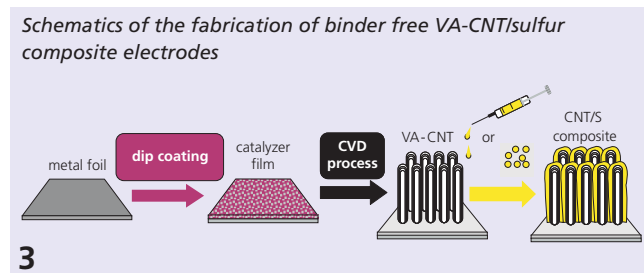 Schematics of the fabrication of binder free VA-CNT/sulfur
composite electrodes
metal foil
dip coating
catalyzer
film
CVD
process
VA-CNT
or
CNT/S
composite
3